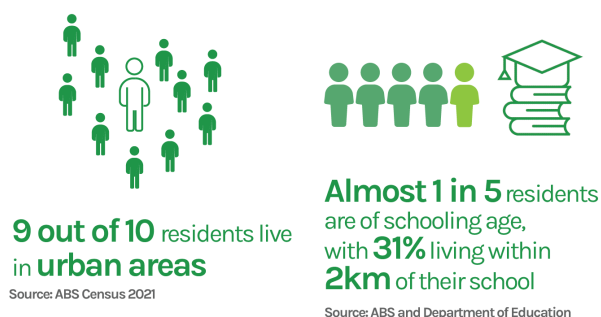 9 out of 10 residents live
in urban areas
Source: ABS Census 2021
Almost 1 in 5 residents
are of schooling age,
with 31% living within
2km of their school
Source: ABS and Department of Education